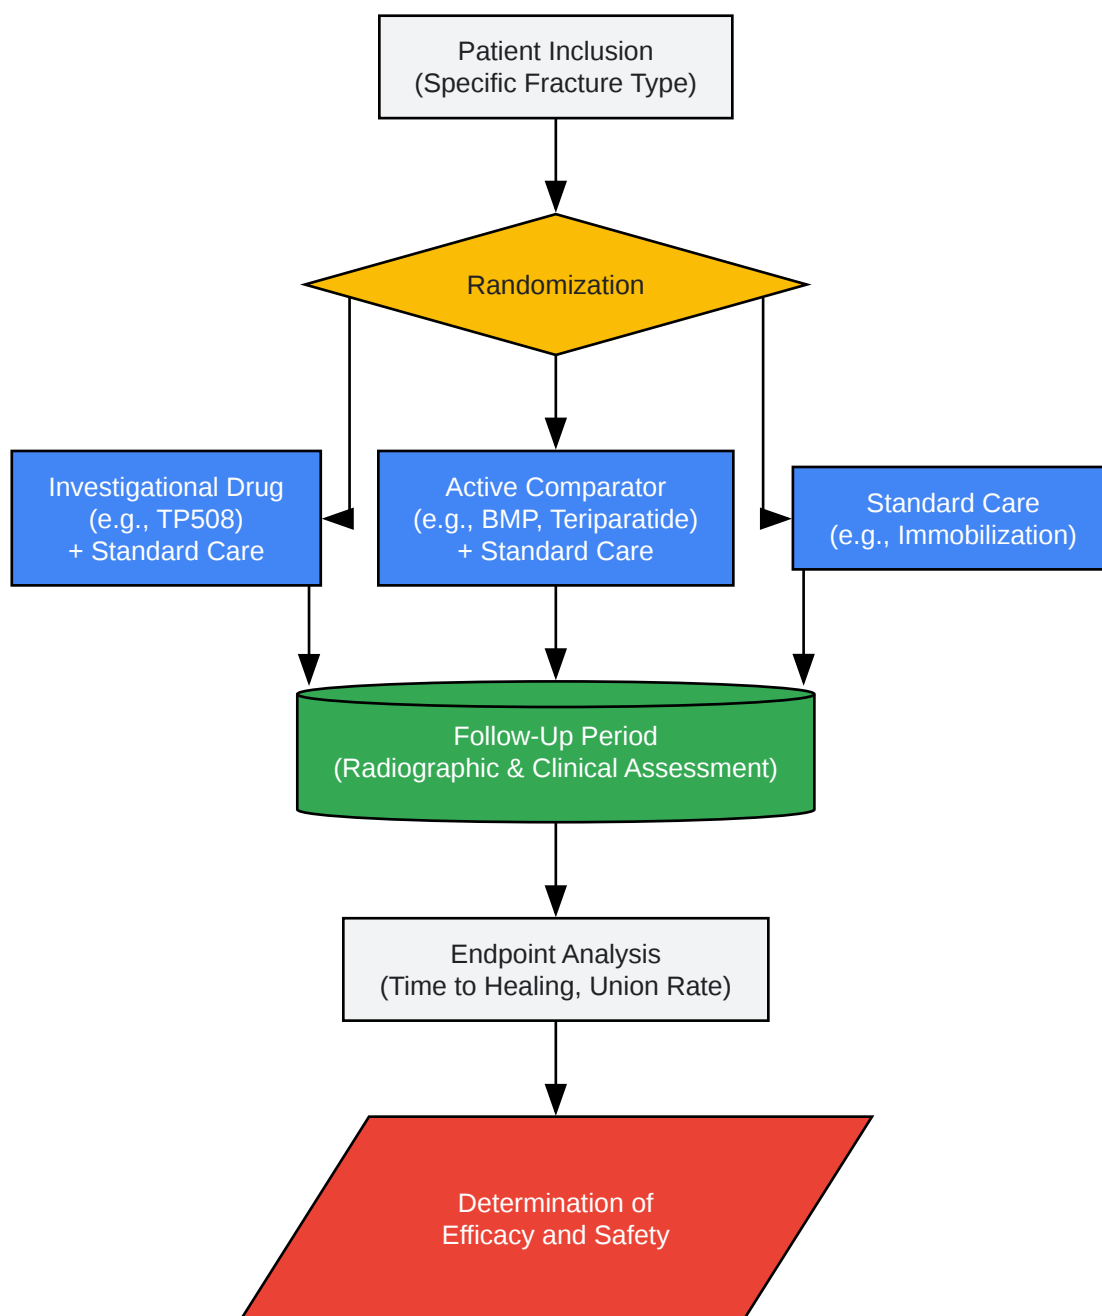 Patient Inclusion
(Specific Fracture Type)
Randomization
Investigational Drug
(e.g., TP508)
+ Standard Care
Active Comparator
(e.g., BMP, Teriparatide)
+ Standard Care
Standard Care
(e.g., Immobilization)
Follow-Up Period
(Radiographic & Clinical Assessment)
Endpoint Analysis
(Time to Healing, Union Rate)
Determination of
Efficacy and Safety